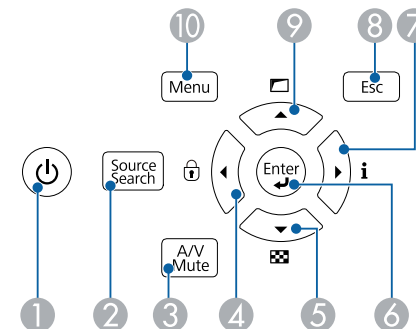 10 9 8 7
Menu Esc
Source
Search
Enter
i
A/V
Mute
1 2 3 4 5 6